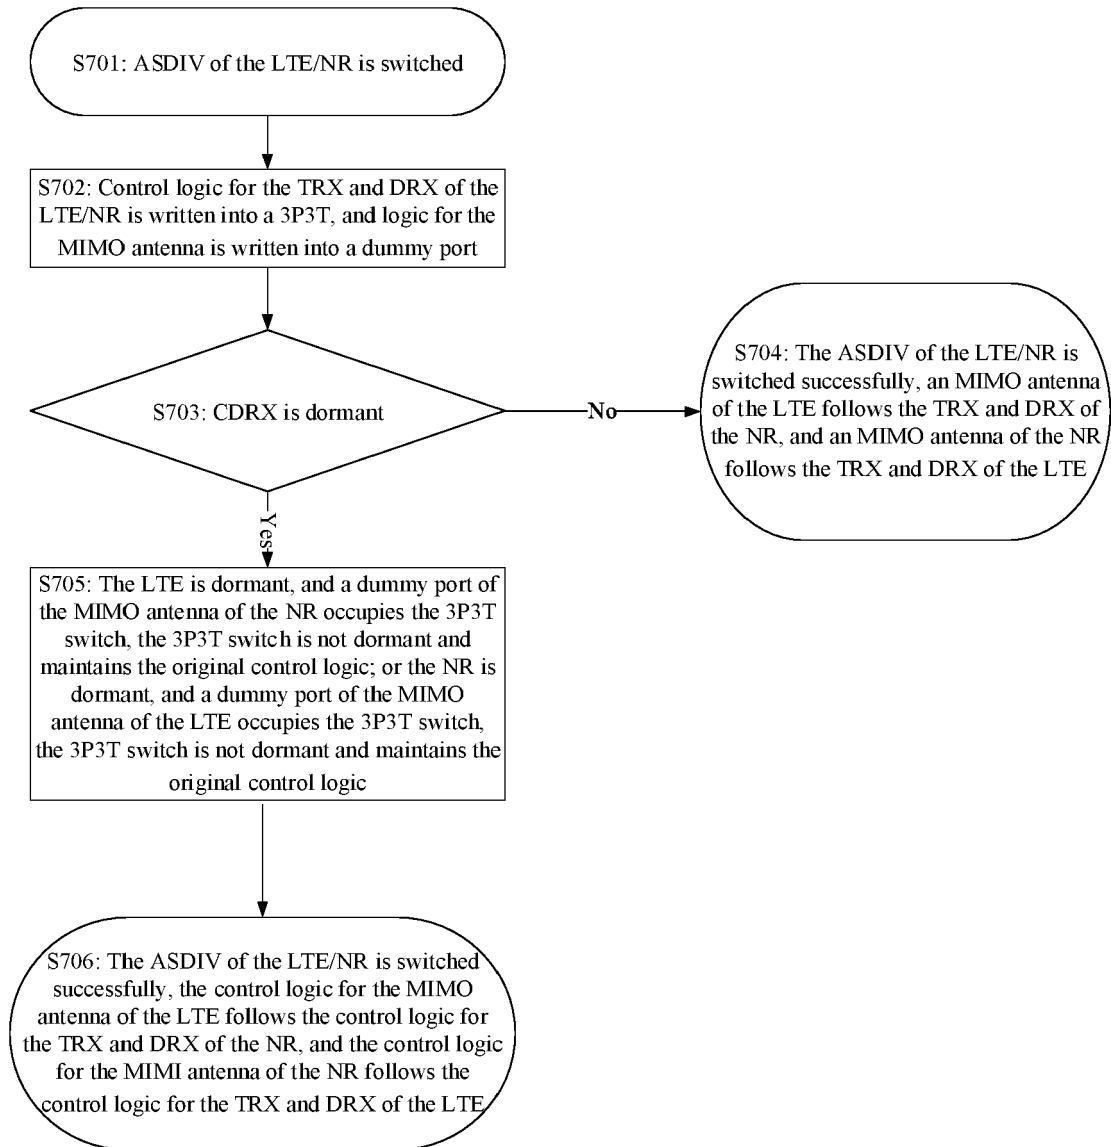 S701: ASDIV of the LTE/NR is switched
S702: Control logic for the TRX and DRX of the
LTE/NR is written into a 3P3T, and logic for the
MIMO antenna is written into a dummy port
S703: CDRX is dormant
No
S704: The ASDIV of the LTE/NR is
switched successfully, an MIMO antenna
of the LTE follows the TRX and DRX of
the NR, and an MIMO antenna of the NR
follows the TRX and DRX of the LTE
Yes
S705: The LTE is dormant, and a dummy port of
the MIMO antenna of the NR occupies the 3P3T
switch, the 3P3T switch is not dormant and
maintains the original control logic; or the NR is
dormant, and a dummy port of the MIMO
antenna of the LTE occupies the 3P3T switch,
the 3P3T switch is not dormant and maintains the
original control logic
S706: The ASDIV of the LTE/NR is switched
successfully, the control logic for the MIMO
antenna of the LTE follows the control logic for
the TRX and DRX of the NR, and the control logic
for the MIMI antenna of the NR follows the
control logic for the TRX and DRX of the LTE